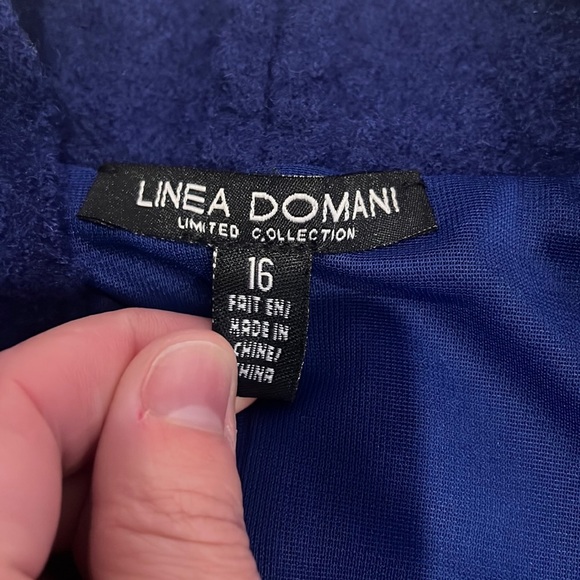 LINEA DOMANI
LIMITED COLLECTION
16
FAIT EN/
MADE IN
CHINE/
CHINA